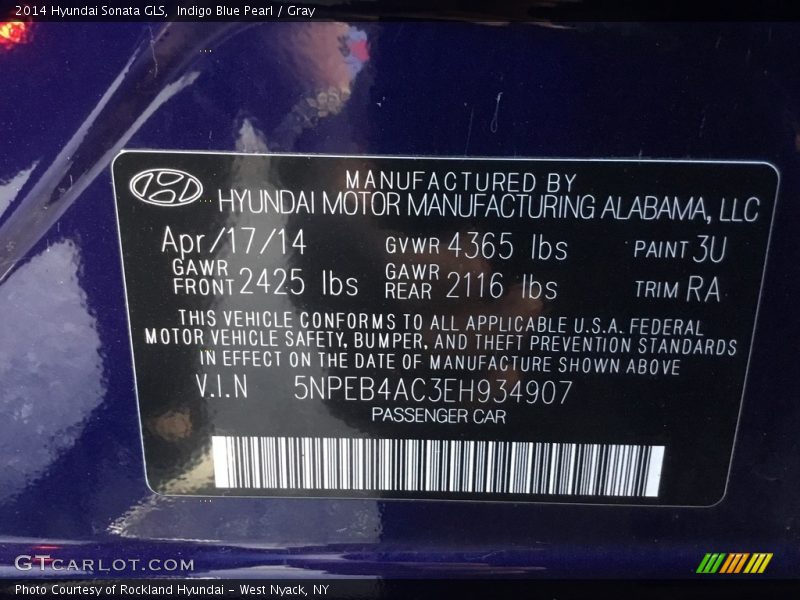 2014 Hyundai Sonata GLS,  Indigo Blue Pearl / Gray
MANUFACTURED BY
HYUNDAI MOTOR MANUFACTURING ALABAMA, LLC
Apr/17/14 GVWR 4365 lbs PAINT 3U
GAWR FRONT 2425 lbs GAWR REAR 2116 lbs TRIM RA
THIS VEHICLE CONFORMS TO ALL APPLICABLE U.S.A. FEDERAL
MOTOR VEHICLE SAFETY, BUMPER, AND THEFT PREVENTION STANDARDS
IN EFFECT ON THE DATE OF MANUFACTURE SHOWN ABOVE
V.I.N 5NPEB4AC3EH934907
PASSENGER CAR
GTCARLOT.COM
Photo Courtesy of Rockland Hyundai - West Nyack, NY